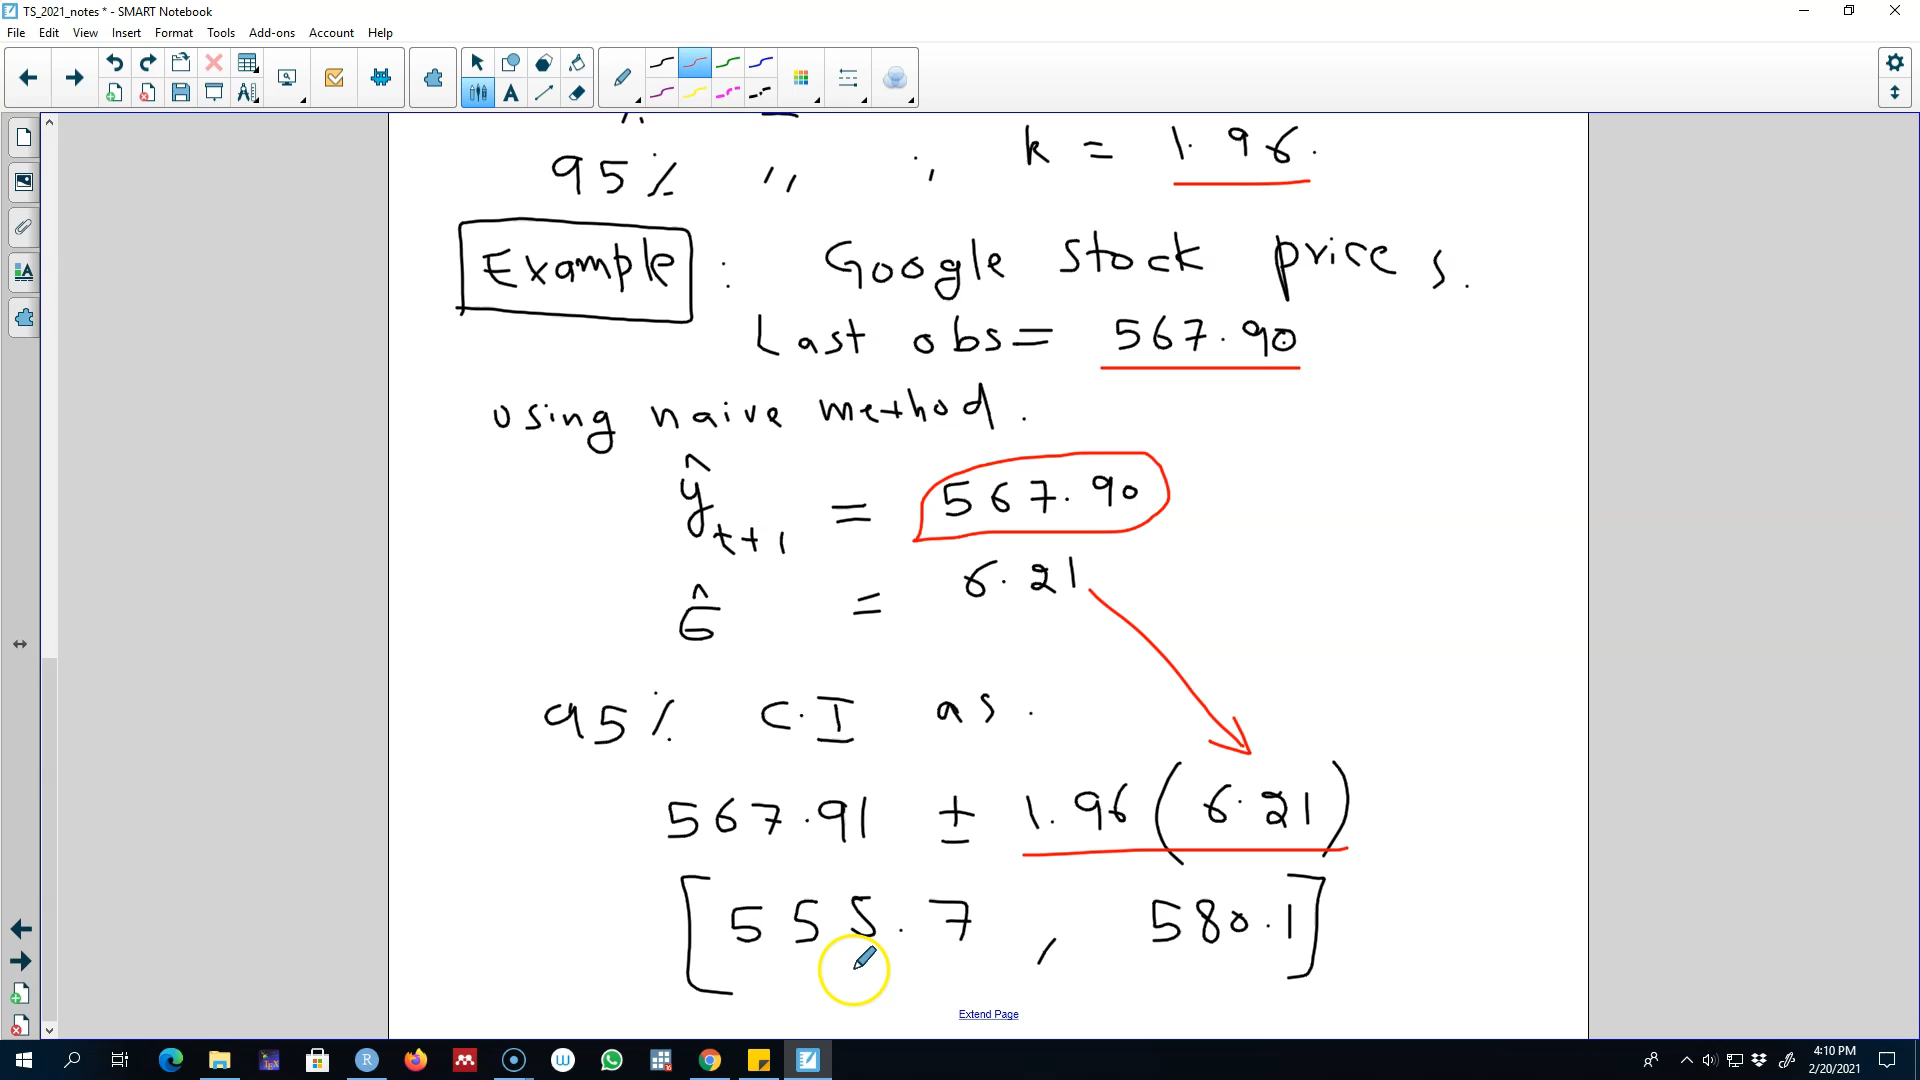 TS_2021_notes * - SMART Notebook
File Edit View Insert Format Tools Add-ons Account Help
95% ,, , k = 1.96.
Example : Google stock prices.
Last obs = 567.90
using naive method.
ŷt+1 = 567.90
σ̂ = 6.21
95% C.I as.
567.91 ± 1.96 (6.21)
[555.7, 580.1]
Extend Page
4:10 PM
2/20/2021